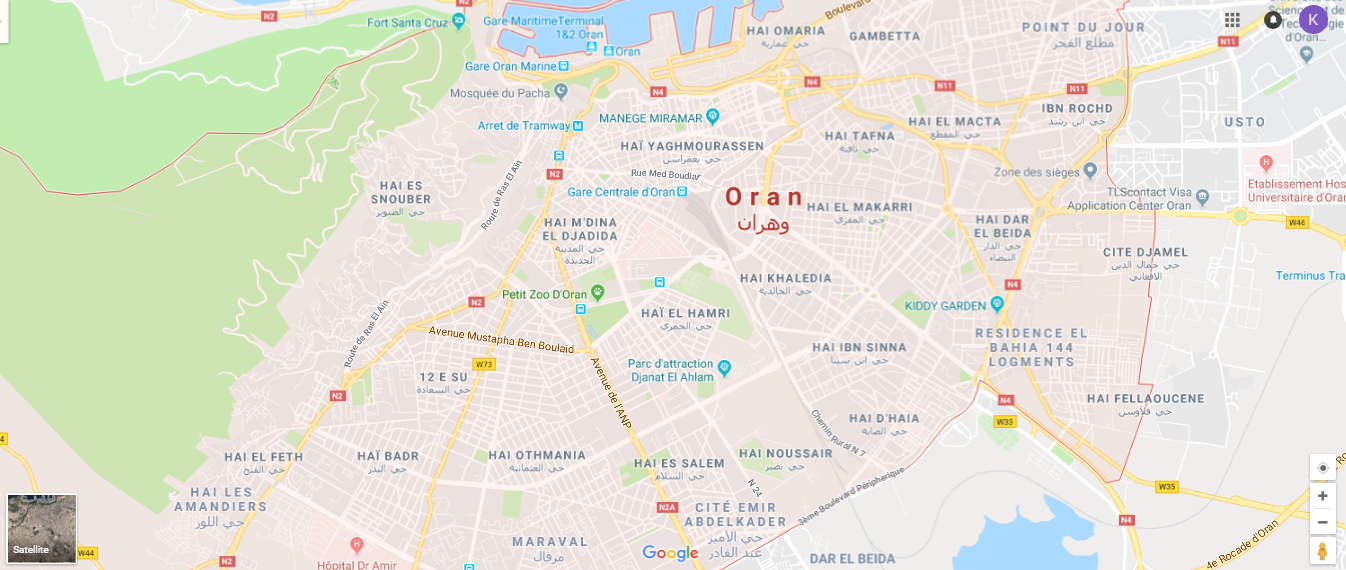 Fort Santa Cruz
N2
Gare MaritimeTerminal
1&2 Oran
Oran
Gare Oran Marine
N4
Mosquée du Pacha
MANEGE MIRAMAR
Arret de Tramway
HAÏ YAGHMOURASSEN
حي يغمراسن
Rue Med Boudiaf
N2
Gare Centrale d'Oran
Oran
وهران
HAI OMARIA
حي عمارية
GAMBETTA
POINT DU JOUR
مطلع الفجر
K
N11
N4
N11
N11
IBN ROCHD
حي ابن رشد
HAI EL MACTA
حي المقطع
HAI TAFNA
حي تافنة
USTO
Zone des sièges
TLScontact Visa
Application Center Oran
Etablissement Hos
Universitaire d'Oran
W46
HAI EL MAKARRI
حي المقري
HAI DAR
EL BEIDA
حي الدار
البيضاء
CITE DJAMEL
حي جمال الدين
الافغاني
Terminus Tra
HAI ES
SNOUBER
حي الصنوبر
Route de Ras El Aïn
HAI M'DINA
EL DJADIDA
حي المدينة
الجديدة
HAI KHALEDIA
حي الخالدية
N4
KIDDY GARDEN
Petit Zoo D'Oran
N2
HAÏ EL HAMRI
حي الحمري
Route de Ras El Ain
Avenue Mustapha Ben Boulaid
RESIDENCE EL
BAHIA 144
LOGMENTS
HAI IBN SINNA
حي ابن سينا
W73
Parc d'attraction
Djanat El Ahlam
12 E SU
حي السعادة
Avenue de l'ANP
N2
N4
HAI FELLAOUCENE
حي فلاوسن
HAI D'HAIA
حي الضاية
W33
Chemin Rural N 7
HAI EL FETH
حي الفتح
HAÏ BADR
حي البدر
HAI OTHMANIA
حي العثمانية
HAI ES SALEM
حي السلام
HAI NOUSSAIR
حي نصير
N 24
3ème Boulevard Périphérique
W35
HAI LES
AMANDIERS
حي اللوز
N2A
CITÉ EMIR
ABDELKADER
حي الأمير
عبد القادر
N4
4e Rocade d'Oran
MARAVAL
مرفال
Satellite
W44
N2
Hôpital Dr Amir
Google
DAR EL BEIDA